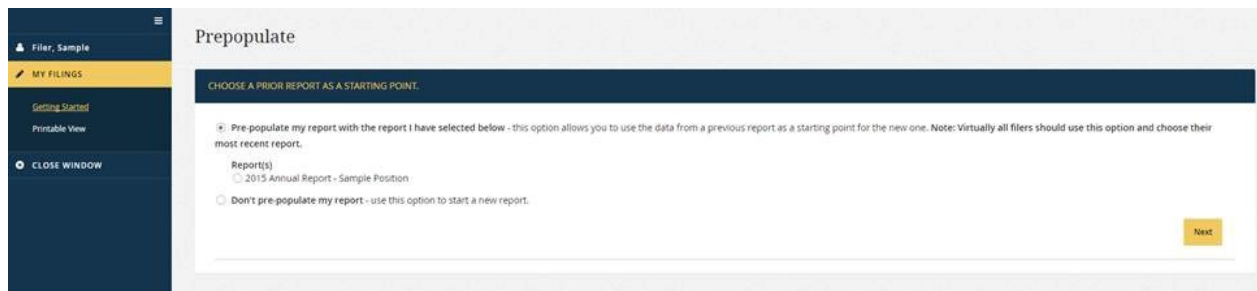 Filer, Sample
MY FILINGS
Getting Started
Printable View
CLOSE WINDOW
Prepopulate
CHOOSE A PRIOR REPORT AS A STARTING POINT.
Pre-populate my report with the report I have selected below - this option allows you to use the data from a previous report as a starting point for the new one. Note: Virtually all filers should use this option and choose their
most recent report.
Report(s)
2015 Annual Report - Sample Position
Don't pre-populate my report - use this option to start a new report.
Next